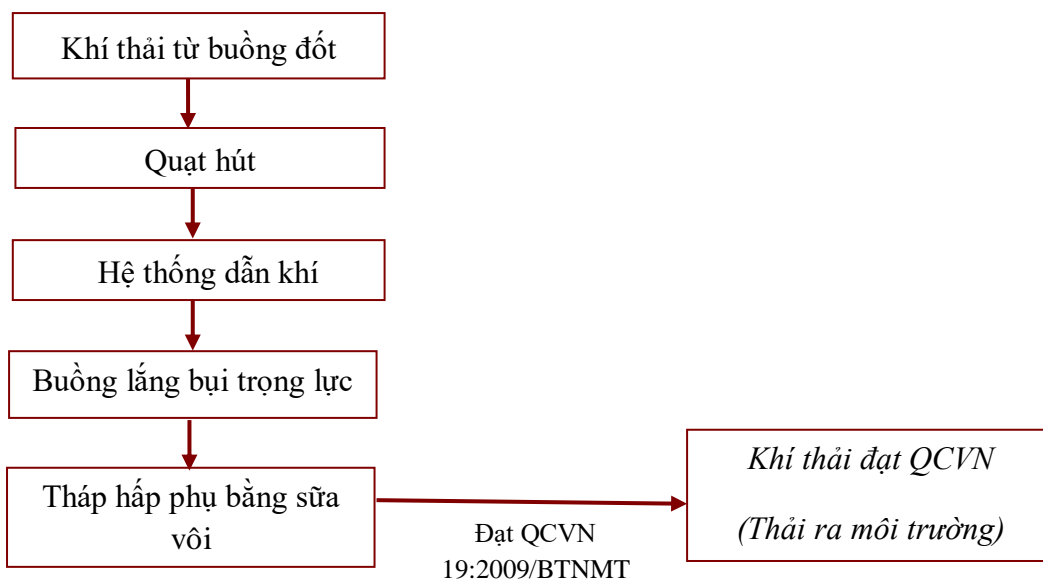 Khí thải từ buồng đốt
Quạt hút
Hệ thống dẫn khí
Buồng lắng bụi trọng lực
Tháp hấp phụ bằng sữa
vôi
Đạt QCVN
19:2009/BTNMT
Khí thải đạt QCVN
(Thải ra môi trường)